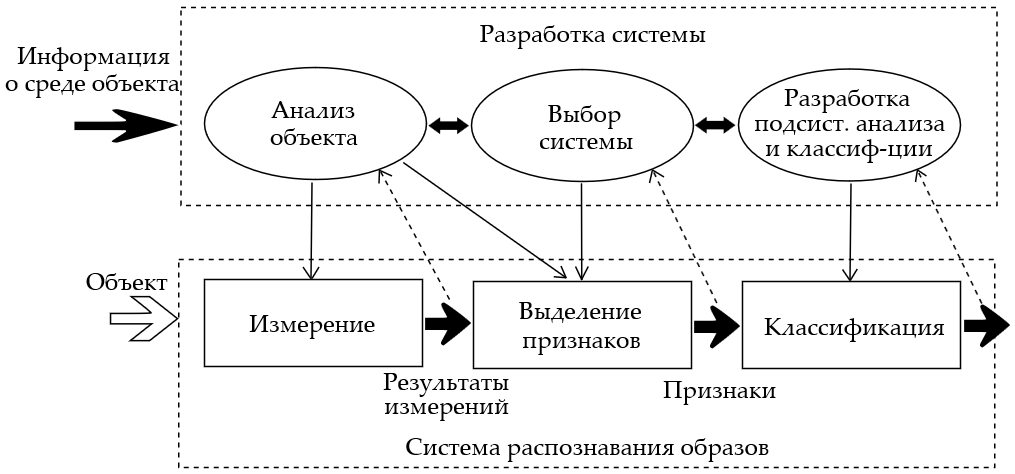 Разработка системы
Информация
о среде объекта
Анализ
объекта
Выбор
системы
Разработка
подсист. анализа
и классиф-ции
Объект
Измерение
Выделение
признаков
Классификация
Результаты
измерений
Признаки
Система распознавания образов